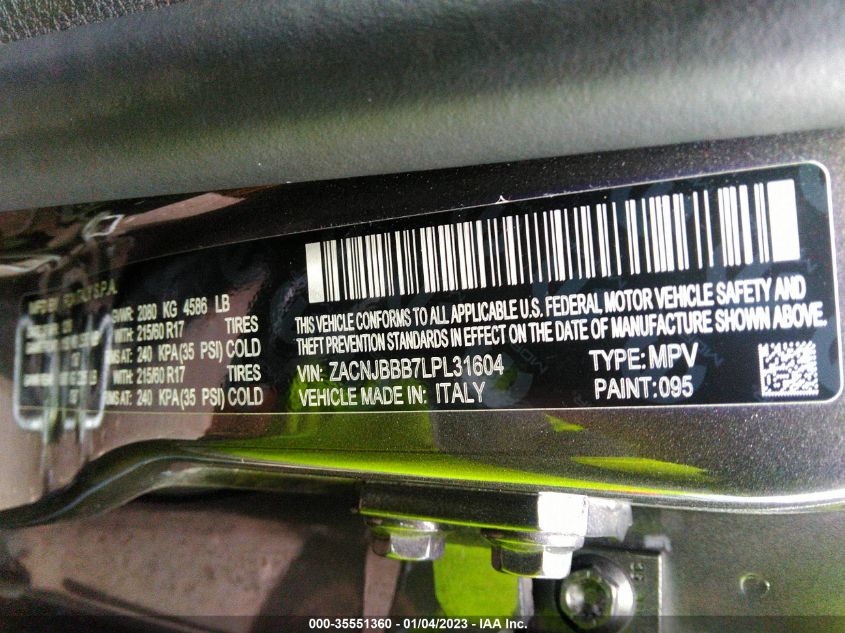 MFD BY S.P.A.
GVWR: 2080 KG 4586 LB
WITH: 215/60 R17 TIRES
AT: 240 KPA(35 PSI) COLD
WITH: 215/60 R17 TIRES
AT: 240 KPA(35 PSI) COLD
THIS VEHICLE CONFORMS TO ALL APPLICABLE U.S. FEDERAL MOTOR VEHICLE SAFETY AND
THEFT PREVENTION STANDARDS IN EFFECT ON THE DATE OF MANUFACTURE SHOWN ABOVE.
VIN: ZACNJBBB7LPL31604 TYPE: MPV
VEHICLE MADE IN: ITALY PAINT: 095
000-35551360 - 01/04/2023 - IAA Inc.